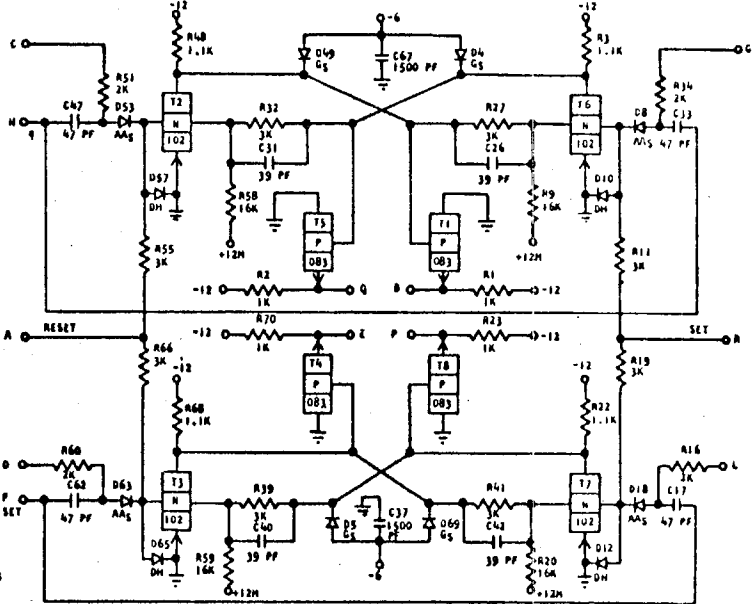 -12
-6
-12
C
R48
1.1K
D49
GS
C67
1500 PF
D4
GS
R3
1.1K
G
R51
2K
R34
2K
C47
D53
T2
R32
R27
T6
D8
C33
H
9
47 PF
AAS
N
102
3K
C31
39 PF
3K
C26
39 PF
N
102
AAS
47 PF
D57
DH
R58
16K
+12M
T5
P
083
T1
P
083
R9
16K
+12M
D10
DH
R55
3K
R11
3K
-12
R2
1K
Q
B
R1
1K
-12
A
RESET
-12
R70
1K
E
P
R23
1K
-12
SET
R
R66
3K
-12
R68
1.1K
T4
P
083
T8
P
083
-12
R22
1.1K
R19
3K
D
R60
2K
R16
3K
L
F
SET
C62
47 PF
D63
AAS
T3
N
102
R39
3K
C40
39 PF
D5
GS
C37
1500
PF
D69
GS
R41
3K
C42
39 PF
T7
N
102
D18
AAS
C17
47 PF
D65
DH
R59
16K
+12M
-6
R20
16K
+12M
D12
DH